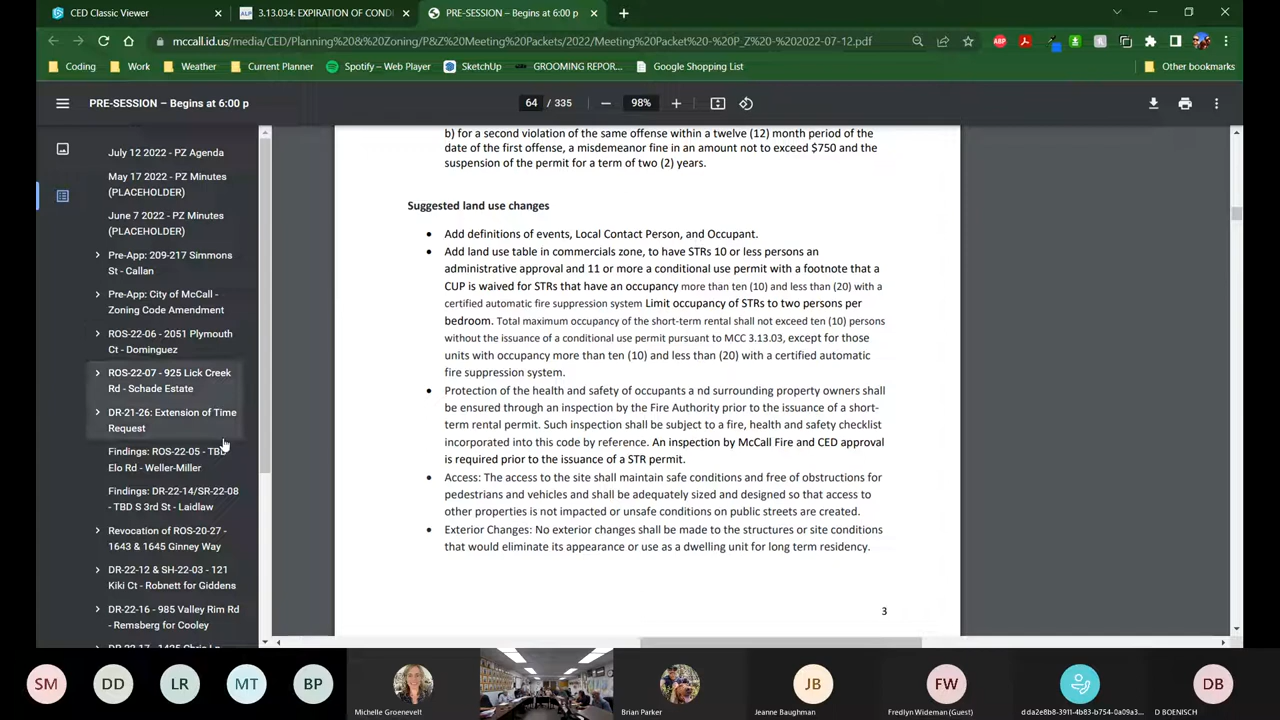 CED Classic Viewer
ALP
3.13.034: EXPIRATION OF COND
PRE-SESSION – Begins at 6:00 p
mccall.id.us/media/CED/Planning%20&%20Zoning/P&Z%20Meeting%20Packets/2022/Meeting%20Packet%20-%20P_Z%20-%202022-07-12.pdf
ABP
Coding
Work
Weather
Current Planner
Spotify – Web Player
SketchUp
GROOMING REPOR...
Google Shopping List
Other bookmarks
PRE-SESSION – Begins at 6:00 p
64 / 335
98%
July 12 2022 - PZ Agenda
May 17 2022 - PZ Minutes
(PLACEHOLDER)
June 7 2022 - PZ Minutes
(PLACEHOLDER)
Pre-App: 209-217 Simmons
St - Callan
Pre-App: City of McCall -
Zoning Code Amendment
ROS-22-06 - 2051 Plymouth
Ct - Dominguez
ROS-22-07 - 925 Lick Creek
Rd - Schade Estate
DR-21-26: Extension of Time
Request
Findings: ROS-22-05 - TBD
Elo Rd - Weller-Miller
Findings: DR-22-14/SR-22-08
- TBD S 3rd St - Laidlaw
Revocation of ROS-20-27 -
1643 & 1645 Ginney Way
DR-22-12 & SH-22-03 - 121
Kiki Ct - Robnett for Giddens
DR-22-16 - 985 Valley Rim Rd
- Remsberg for Cooley
b) for a second violation of the same offense within a twelve (12) month period of the
date of the first offense, a misdemeanor fine in an amount not to exceed $750 and the
suspension of the permit for a term of two (2) years.
Suggested land use changes
• Add definitions of events, Local Contact Person, and Occupant.
• Add land use table in commercials zone, to have STRs 10 or less persons an
administrative approval and 11 or more a conditional use permit with a footnote that a
CUP is waived for STRs that have an occupancy more than ten (10) and less than (20) with a
certified automatic fire suppression system Limit occupancy of STRs to two persons per
bedroom. Total maximum occupancy of the short-term rental shall not exceed ten (10) persons
without the issuance of a conditional use permit pursuant to MCC 3.13.03, except for those
units with occupancy more than ten (10) and less than (20) with a certified automatic
fire suppression system.
• Protection of the health and safety of occupants a nd surrounding property owners shall
be ensured through an inspection by the Fire Authority prior to the issuance of a short-
term rental permit. Such inspection shall be subject to a fire, health and safety checklist
incorporated into this code by reference. An inspection by McCall Fire and CED approval
is required prior to the issuance of a STR permit.
• Access: The access to the site shall maintain safe conditions and free of obstructions for
pedestrians and vehicles and shall be adequately sized and designed so that access to
other properties is not impacted or unsafe conditions on public streets are created.
• Exterior Changes: No exterior changes shall be made to the structures or site conditions
that would eliminate its appearance or use as a dwelling unit for long term residency.
3
SM
DD
LR
MT
BP
JB
FW
DB
Michelle Groenevelt
Brian Parker
Jeanne Baughman
Fredlyn Wideman (Guest)
dda2e8b8-3911-4b83-b754-0a09a3...
D BOENISCH